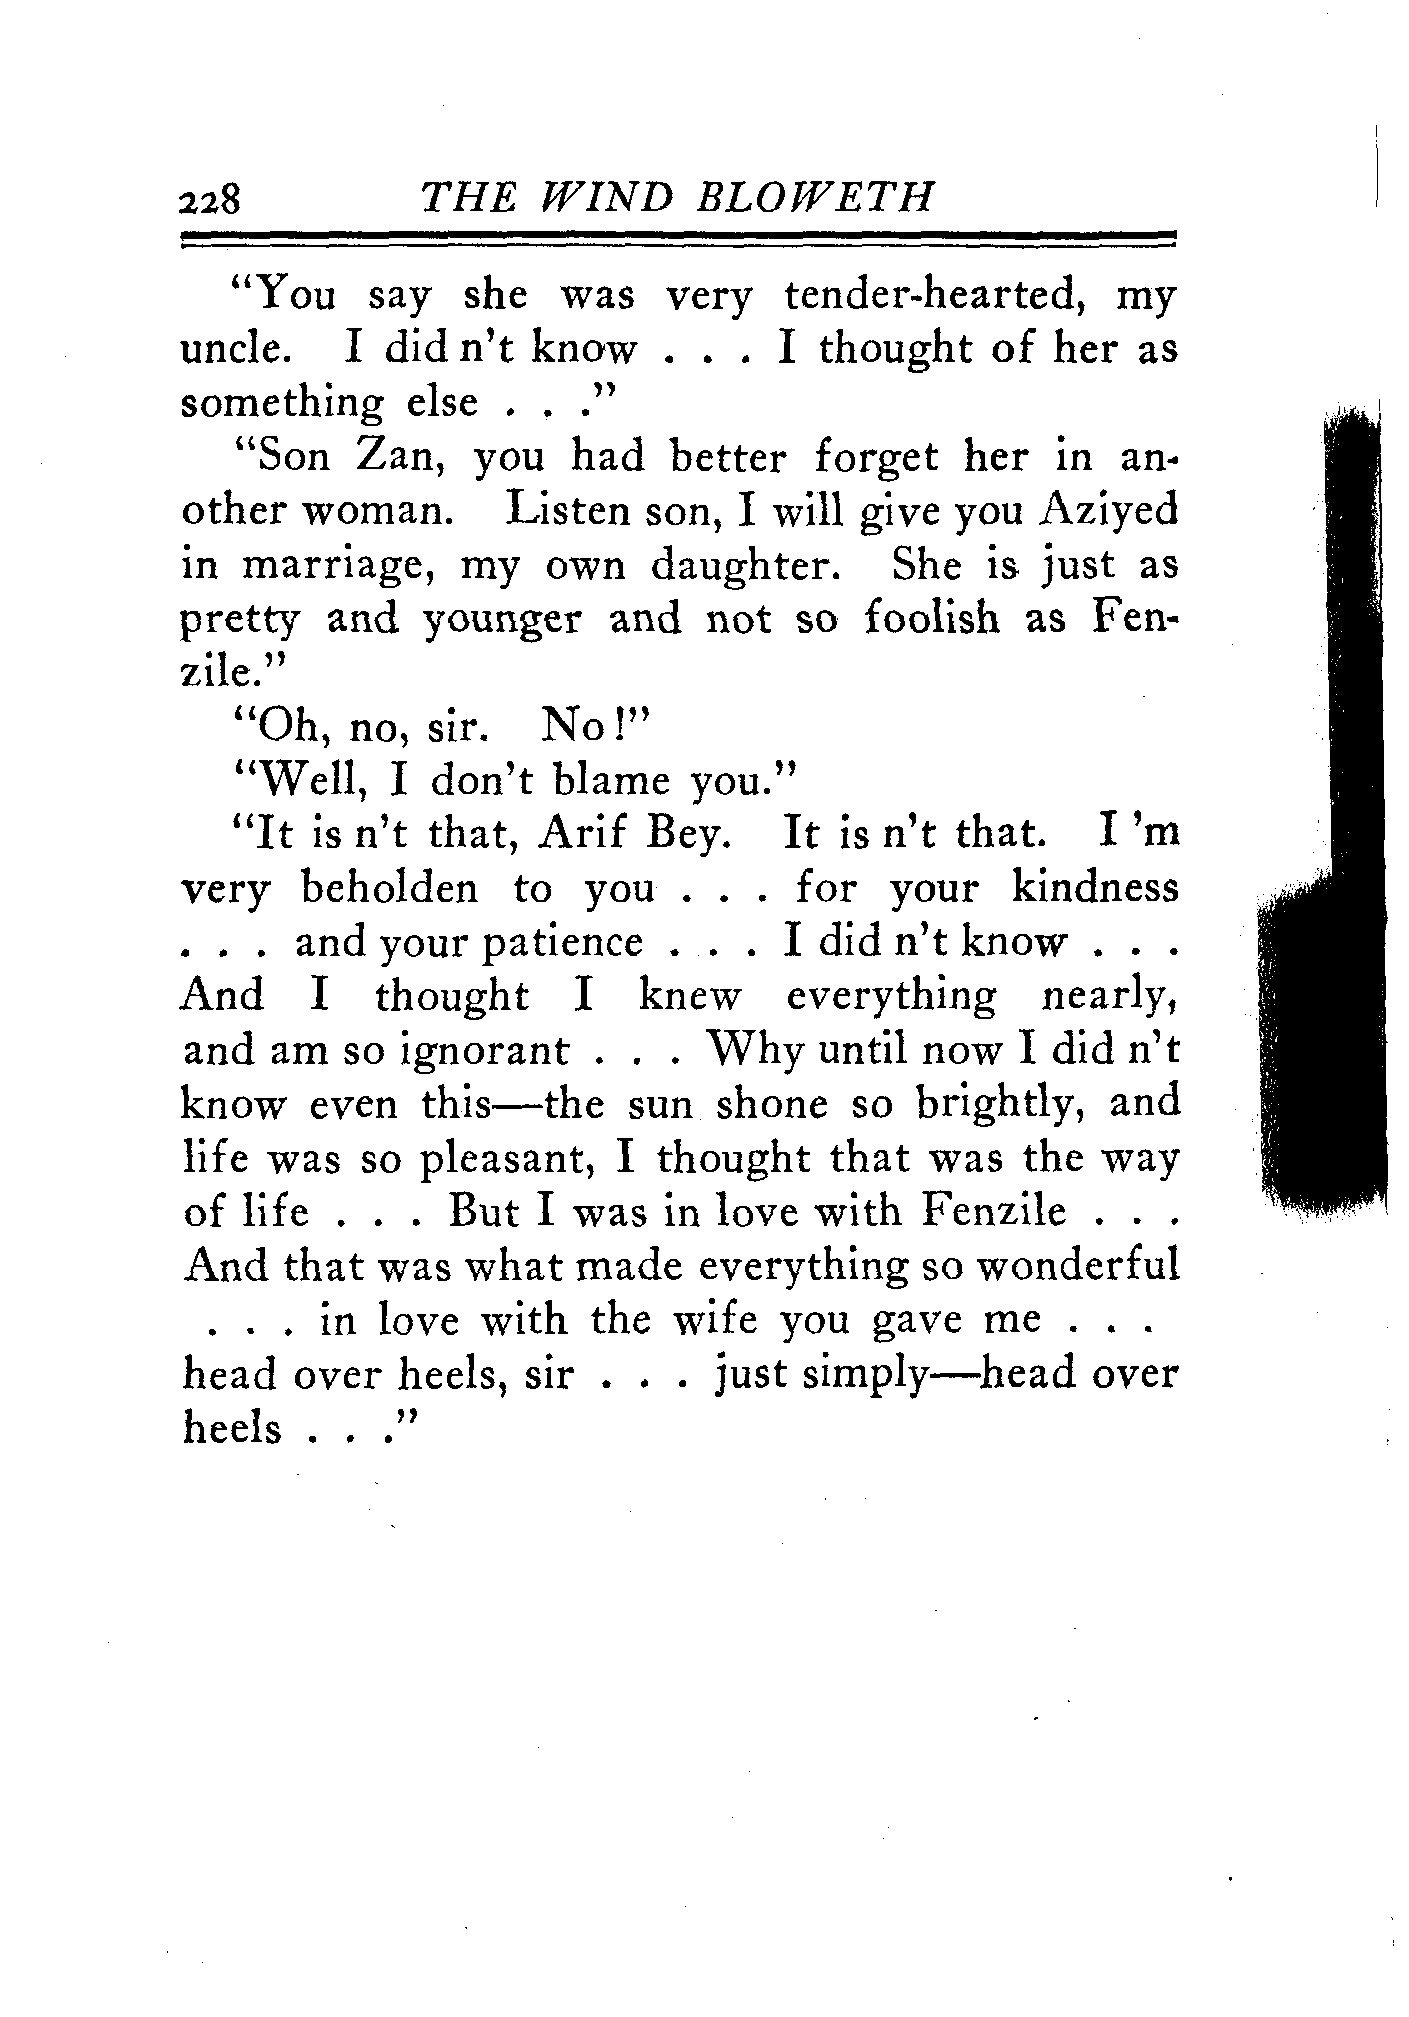 228 THE WIND BLOWETH
“You say she was very tender-hearted, my
uncle. I did n’t know . . . I thought of her as
something else . . .”
“Son Zan, you had better forget her in an-
other woman. Listen son, I will give you Aziyed
in marriage, my own daughter. She is just as
pretty and younger and not so foolish as Fen-
zile.”
“Oh, no, sir. No!”
“Well, I don’t blame you.”
“It is n’t that, Arif Bey. It is n’t that. I ’m
very beholden to you . . . for your kindness
. . . and your patience . . . I did n’t know . . .
And I thought I knew everything nearly,
and am so ignorant . . . Why until now I did n’t
know even this—the sun shone so brightly, and
life was so pleasant, I thought that was the way
of life . . . But I was in love with Fenzile . . .
And that was what made everything so wonderful
. . . in love with the wife you gave me . . .
head over heels, sir . . . just simply—head over
heels . . .”